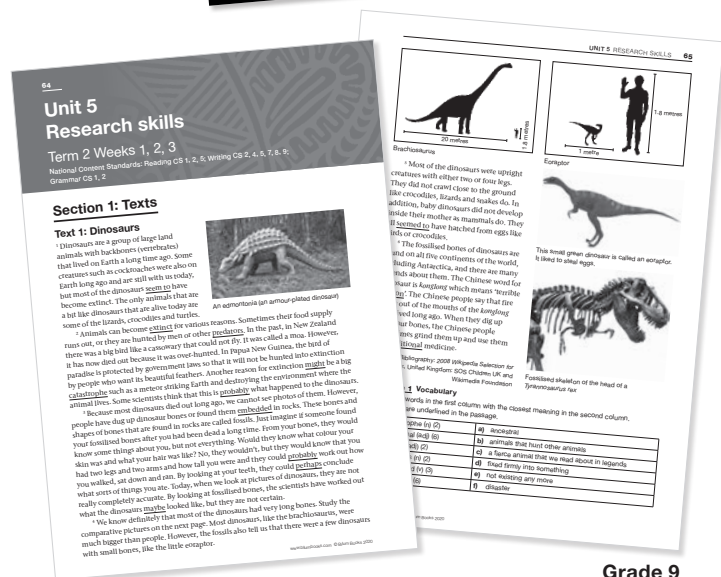 64
Unit 5
Research skills
Term 2 Weeks 1, 2, 3
National Content Standards: Reading CS 1, 2, 5; Writing CS 2, 4, 5, 7, 8, 9;
Grammar CS 1, 2
Section 1: Texts
Text 1: Dinosaurs
1 Dinosaurs are a group of large land
animals with backbones (vertebrates)
that lived on Earth a long time ago. Some
creatures such as cockroaches were also on
Earth long ago and are still with us today,
but most of the dinosaurs seem to have
become extinct. The only animals that are
a bit like dinosaurs that are alive today are
some of the lizards, crocodiles and turtles.
An edmontonia (an armour-plated dinosaur)
2 Animals can become extinct for various reasons. Sometimes their food supply
runs out, or they are hunted by men or other predators. In the past, in New Zealand
there was a big bird like a cassowary that could not fly. It was called a moa. However,
it has now died out because it was over-hunted. In Papua New Guinea, the bird of
paradise is protected by government laws so that it will not be hunted into extinction
by people who want its beautiful feathers. Another reason for extinction might be a big
catastrophe such as a meteor striking Earth and destroying the environment where the
animal lives. Some scientists think that this is probably what happened to the dinosaurs.
3 Because most dinosaurs died out long ago, we cannot see photos of them. However,
people have dug up dinosaur bones or found them embedded in rocks. These bones and
shapes of bones that are found in rocks are called fossils. Just imagine if someone found
your fossilised bones after you had been dead a long time. From your bones, they would
know some things about you, but not everything. Would they know what colour your
skin was and what your hair was like? No, they wouldn't, but they would know that you
had two legs and two arms and how tall you were and they could probably work out how
you walked, sat down and ran. By looking at your teeth, they could perhaps conclude
what sorts of things you ate. Today, when we look at pictures of dinosaurs, they are not
really completely accurate. By looking at fossilised bones, the scientists have worked out
what the dinosaurs maybe looked like, but they are not certain.
4 We know definitely that most of the dinosaurs had very long bones. Study the
comparative pictures on the next page. Most dinosaurs, like the brachiosaurus, were
much bigger than people. However, the fossils also tell us that there were a few dinosaurs
with small bones, like the little eoraptor.
UNIT 5 RESEARCH SKILLS 65
20 metres
1·8 metres
Brachiosaurus
1 metre
1·8 metres
Eoraptor
5 Most of the dinosaurs were upright
creatures with either two or four legs.
They did not crawl close to the ground
like crocodiles, lizards and snakes do. In
addition, baby dinosaurs did not develop
inside their mother as mammals do. They
seemed to have hatched from eggs like
or crocodiles.
This small green dinosaur is called an eoraptor.
It liked to steal eggs.
6 The fossilised bones of dinosaurs are
on all five continents of the world,
Antarctica, and there are many
about them. The Chinese word for
is konglong which means 'terrible
The Chinese people say that fire
out of the mouths of the konglong
long ago. When they dig up
bones, the Chinese people
grind them up and use them
medicine.
2008 Wikipedia Selection for
United Kingdom: SOS Children UK and
Wikimedia Foundation
Fossilised skeleton of the head of a
Tyrannosaurus rex
1 Vocabulary
words in the first column with the closest meaning in the second column.
are underlined in the passage.
(n) (2)
a) ancestral
(adj) (6)
b) animals that hunt other animals
(2)
c) a fierce animal that we read about in legends
(n) (2)
d) fixed firmly into something
(v) (3)
e) not existing any more
(6)
f) disaster
Grade 9